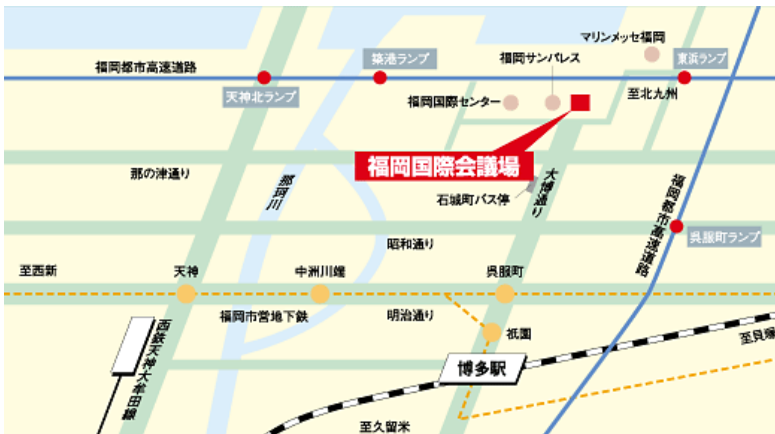 マリンメッセ福岡
築港ランプ
福岡サンパレス
東浜ランプ
福岡都市高速道路
天神北ランプ
福岡国際センター
至北九州
福岡国際会議場
那の津通り
那珂川
石城町バス停
大博通り
福岡都市高速道路
呉服町ランプ
昭和通り
至西新
天神
中洲川端
呉服町
福岡市営地下鉄
明治通り
祇園
西鉄天神大牟田線
博多駅
至貝塚
至久留米